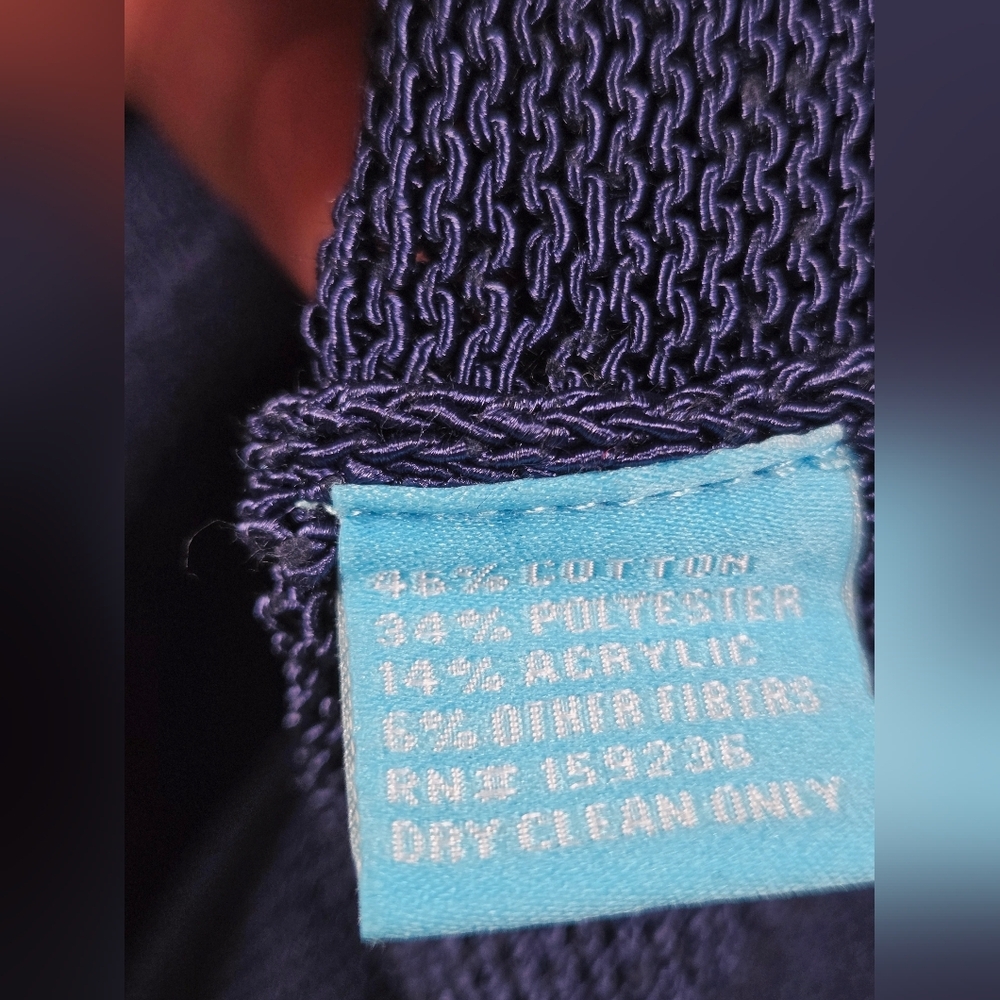 46% COTTON
34% POLYESTER
14% ACRYLIC
6% OTHER FIBERS
RN# 159236
DRY CLEAN ONLY